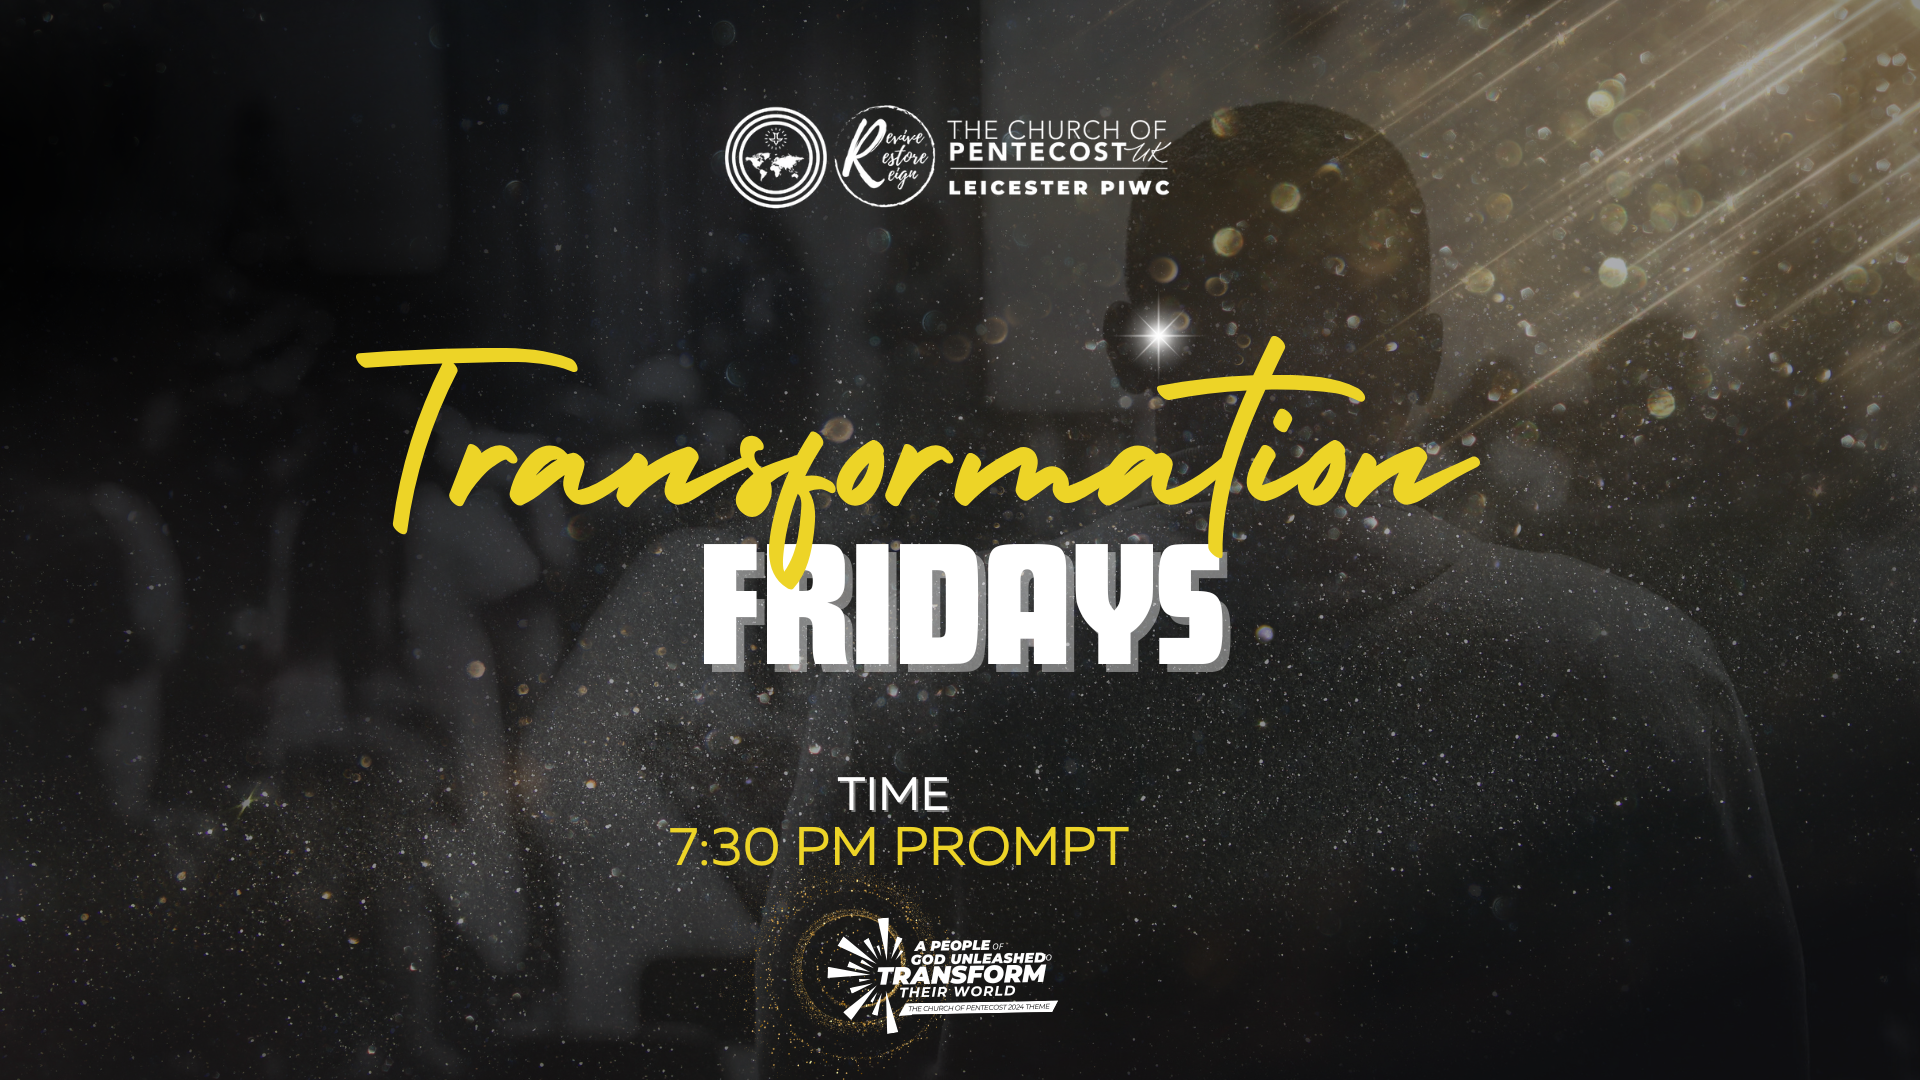 Revive
Restore
Reign
THE CHURCH OF
PENTECOST UK
LEICESTER PIWC
Transformation
FRIDAYS
TIME
7:30 PM PROMPT
A PEOPLE OF
GOD UNLEASHED TO
TRANSFORM
THEIR WORLD
THE CHURCH OF PENTECOST 2024 THEME